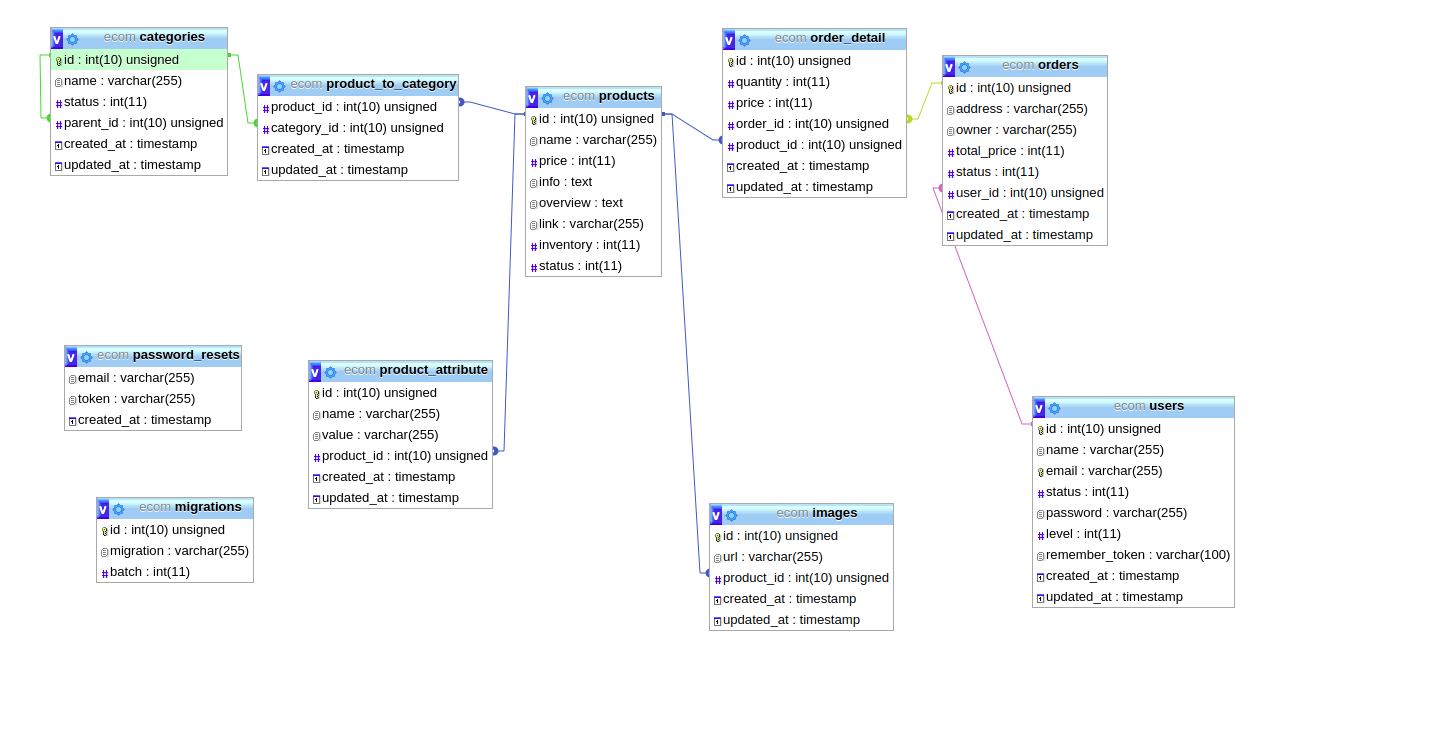 ecom categories
id : int(10) unsigned
name : varchar(255)
status : int(11)
parent_id : int(10) unsigned
created_at : timestamp
updated_at : timestamp
ecom product_to_category
product_id : int(10) unsigned
category_id : int(10) unsigned
created_at : timestamp
updated_at : timestamp
ecom products
id : int(10) unsigned
name : varchar(255)
price : int(11)
info : text
overview : text
link : varchar(255)
inventory : int(11)
status : int(11)
ecom order_detail
id : int(10) unsigned
quantity : int(11)
price : int(11)
order_id : int(10) unsigned
product_id : int(10) unsigned
created_at : timestamp
updated_at : timestamp
ecom orders
id : int(10) unsigned
address : varchar(255)
owner : varchar(255)
total_price : int(11)
status : int(11)
user_id : int(10) unsigned
created_at : timestamp
updated_at : timestamp
ecom password_resets
email : varchar(255)
token : varchar(255)
created_at : timestamp
ecom product_attribute
id : int(10) unsigned
name : varchar(255)
value : varchar(255)
product_id : int(10) unsigned
created_at : timestamp
updated_at : timestamp
ecom users
id : int(10) unsigned
name : varchar(255)
email : varchar(255)
status : int(11)
password : varchar(255)
level : int(11)
remember_token : varchar(100)
created_at : timestamp
updated_at : timestamp
ecom migrations
id : int(10) unsigned
migration : varchar(255)
batch : int(11)
ecom images
id : int(10) unsigned
url : varchar(255)
product_id : int(10) unsigned
created_at : timestamp
updated_at : timestamp